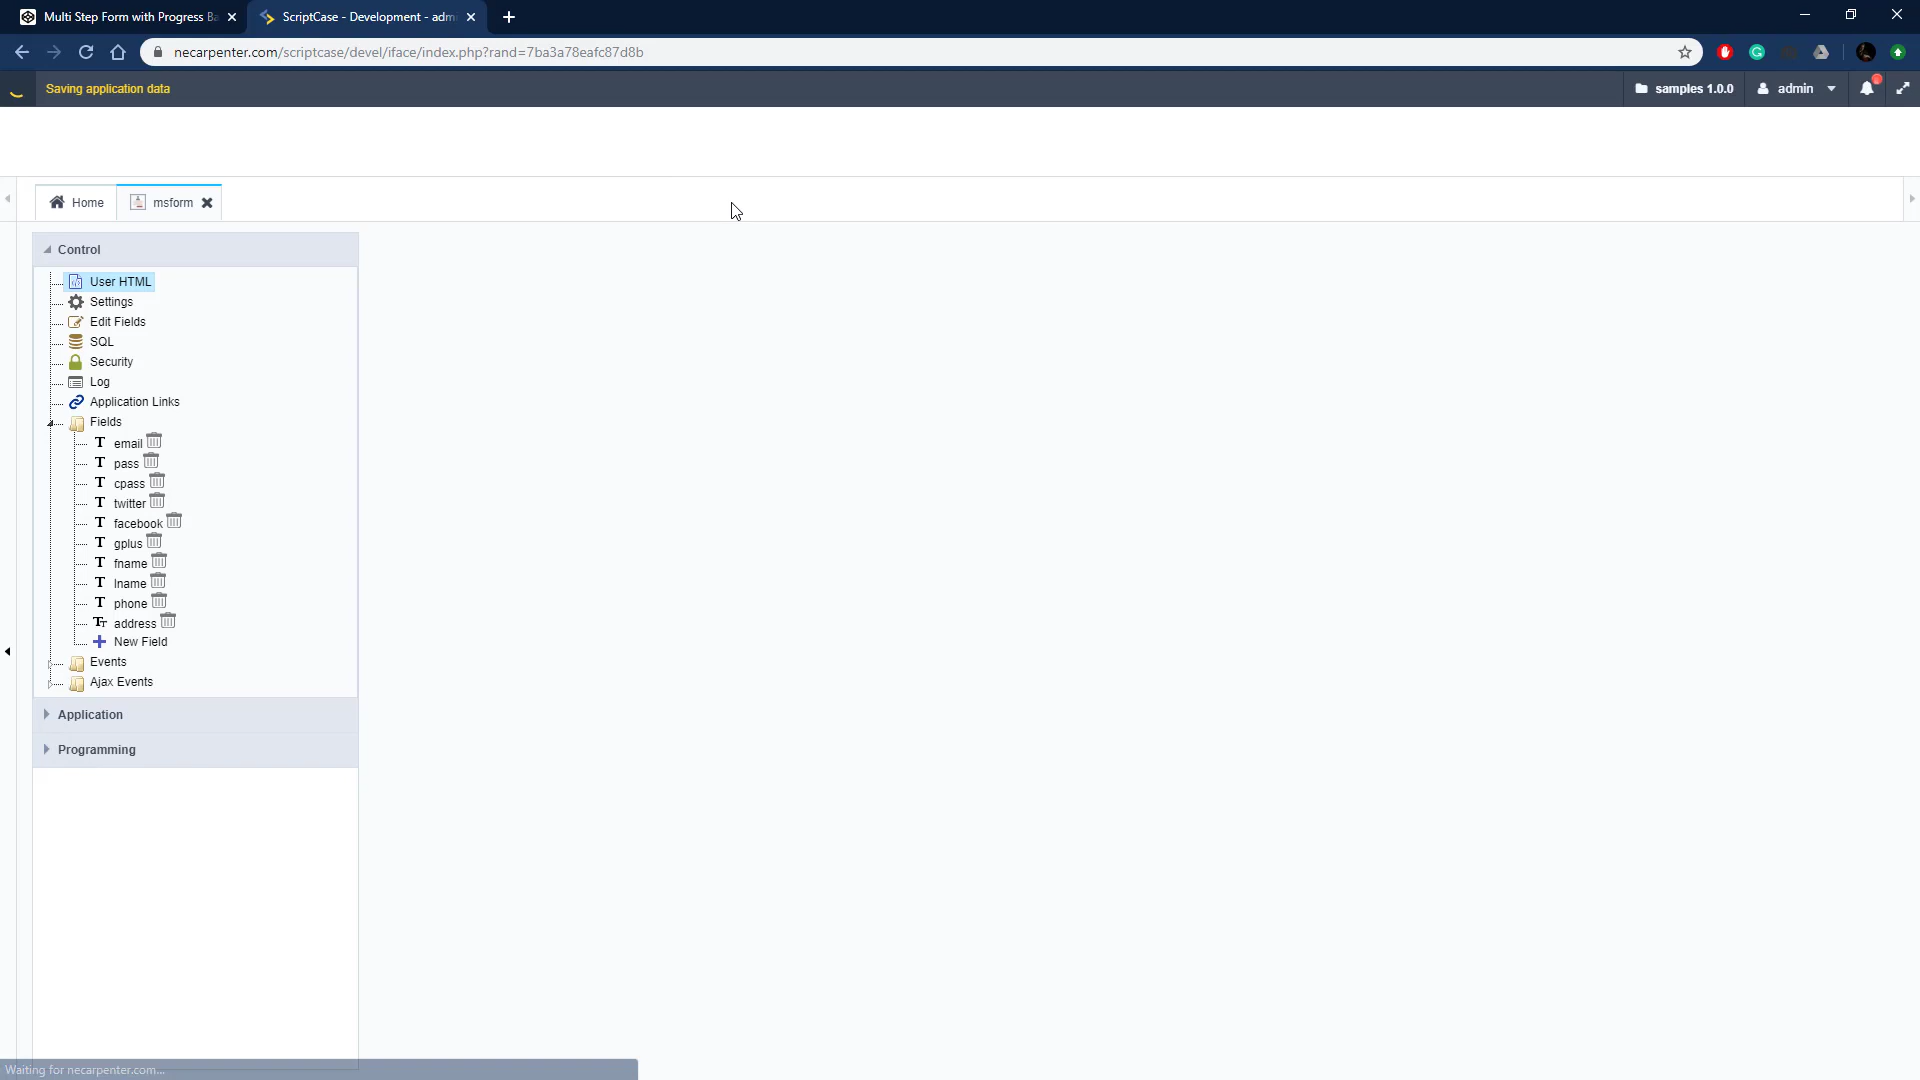 Multi Step Form with Progress Ba
ScriptCase - Development - adm
necarpenter.com/scriptcase/devel/iface/index.php?rand=7ba3a78eafc87d8b
Saving application data
samples 1.0.0
admin
Home
msform
Control
User HTML
Settings
Edit Fields
SQL
Security
Log
Application Links
Fields
T email
T pass
T cpass
T twitter
T facebook
T gplus
T fname
T lname
T phone
TT address
New Field
Events
Ajax Events
Application
Programming
Waiting for necarpenter.com...